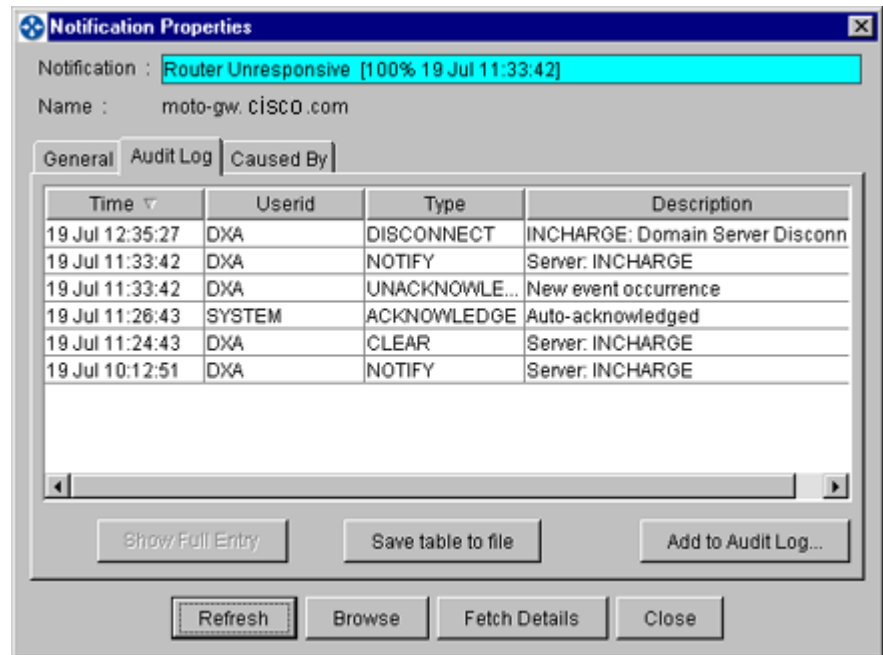 Notification Properties
Notification : Router Unresponsive [100% 19 Jul 11:33:42]
Name : moto-gw. cisco .com
General Audit Log Caused By
Time Userid Type Description
19 Jul 12:35:27 DXA DISCONNECT INCHARGE: Domain Server Disconn
19 Jul 11:33:42 DXA NOTIFY Server: INCHARGE
19 Jul 11:33:42 DXA UNACKNOWLE... New event occurrence
19 Jul 11:26:43 SYSTEM ACKNOWLEDGE Auto-acknowledged
19 Jul 11:24:43 DXA CLEAR Server: INCHARGE
19 Jul 10:12:51 DXA NOTIFY Server: INCHARGE
Show Full Entry Save table to file Add to Audit Log...
Refresh Browse Fetch Details Close